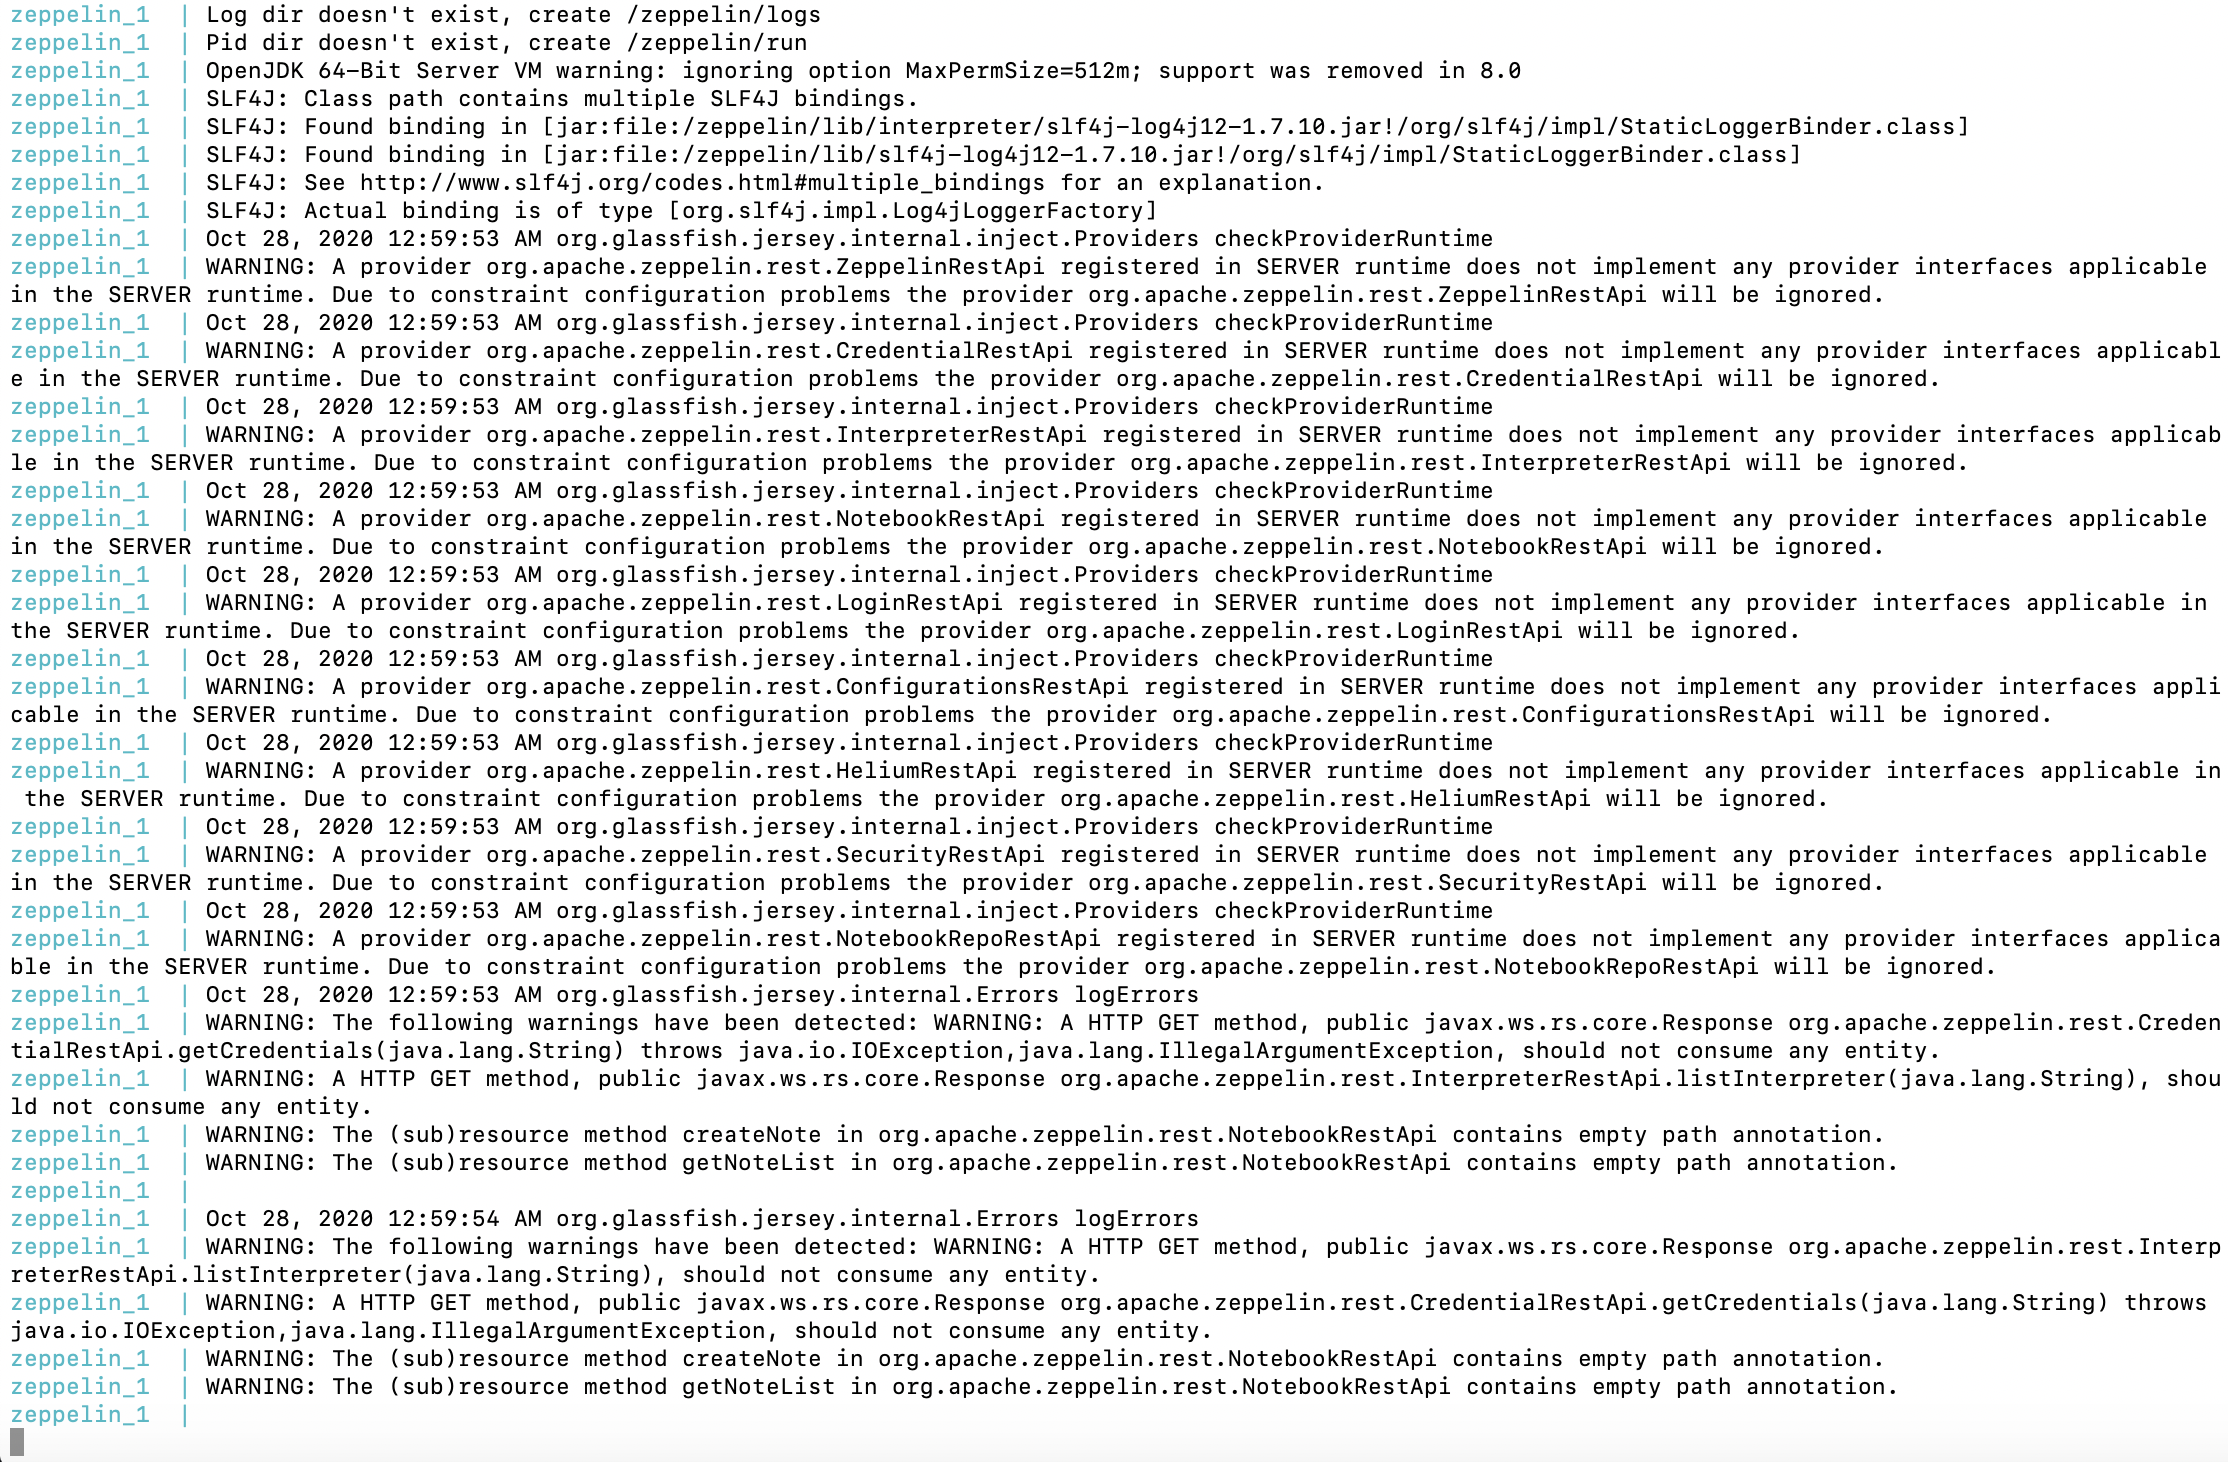 zeppelin_1  | Log dir doesn't exist, create /zeppelin/logs
zeppelin_1  | Pid dir doesn't exist, create /zeppelin/run
zeppelin_1  | OpenJDK 64-Bit Server VM warning: ignoring option MaxPermSize=512m; support was removed in 8.0
zeppelin_1  | SLF4J: Class path contains multiple SLF4J bindings.
zeppelin_1  | SLF4J: Found binding in [jar:file:/zeppelin/lib/interpreter/slf4j-log4j12-1.7.10.jar!/org/slf4j/impl/StaticLoggerBinder.class]
zeppelin_1  | SLF4J: Found binding in [jar:file:/zeppelin/lib/slf4j-log4j12-1.7.10.jar!/org/slf4j/impl/StaticLoggerBinder.class]
zeppelin_1  | SLF4J: See http://www.slf4j.org/codes.html#multiple_bindings for an explanation.
zeppelin_1  | SLF4J: Actual binding is of type [org.slf4j.impl.Log4jLoggerFactory]
zeppelin_1  | Oct 28, 2020 12:59:53 AM org.glassfish.jersey.internal.inject.Providers checkProviderRuntime
zeppelin_1  | WARNING: A provider org.apache.zeppelin.rest.ZeppelinRestApi registered in SERVER runtime does not implement any provider interfaces applicable
in the SERVER runtime. Due to constraint configuration problems the provider org.apache.zeppelin.rest.ZeppelinRestApi will be ignored.
zeppelin_1  | Oct 28, 2020 12:59:53 AM org.glassfish.jersey.internal.inject.Providers checkProviderRuntime
zeppelin_1  | WARNING: A provider org.apache.zeppelin.rest.CredentialRestApi registered in SERVER runtime does not implement any provider interfaces applicabl
e in the SERVER runtime. Due to constraint configuration problems the provider org.apache.zeppelin.rest.CredentialRestApi will be ignored.
zeppelin_1  | Oct 28, 2020 12:59:53 AM org.glassfish.jersey.internal.inject.Providers checkProviderRuntime
zeppelin_1  | WARNING: A provider org.apache.zeppelin.rest.InterpreterRestApi registered in SERVER runtime does not implement any provider interfaces applicab
le in the SERVER runtime. Due to constraint configuration problems the provider org.apache.zeppelin.rest.InterpreterRestApi will be ignored.
zeppelin_1  | Oct 28, 2020 12:59:53 AM org.glassfish.jersey.internal.inject.Providers checkProviderRuntime
zeppelin_1  | WARNING: A provider org.apache.zeppelin.rest.NotebookRestApi registered in SERVER runtime does not implement any provider interfaces applicable
in the SERVER runtime. Due to constraint configuration problems the provider org.apache.zeppelin.rest.NotebookRestApi will be ignored.
zeppelin_1  | Oct 28, 2020 12:59:53 AM org.glassfish.jersey.internal.inject.Providers checkProviderRuntime
zeppelin_1  | WARNING: A provider org.apache.zeppelin.rest.LoginRestApi registered in SERVER runtime does not implement any provider interfaces applicable in
the SERVER runtime. Due to constraint configuration problems the provider org.apache.zeppelin.rest.LoginRestApi will be ignored.
zeppelin_1  | Oct 28, 2020 12:59:53 AM org.glassfish.jersey.internal.inject.Providers checkProviderRuntime
zeppelin_1  | WARNING: A provider org.apache.zeppelin.rest.ConfigurationsRestApi registered in SERVER runtime does not implement any provider interfaces appli
cable in the SERVER runtime. Due to constraint configuration problems the provider org.apache.zeppelin.rest.ConfigurationsRestApi will be ignored.
zeppelin_1  | Oct 28, 2020 12:59:53 AM org.glassfish.jersey.internal.inject.Providers checkProviderRuntime
zeppelin_1  | WARNING: A provider org.apache.zeppelin.rest.HeliumRestApi registered in SERVER runtime does not implement any provider interfaces applicable in
 the SERVER runtime. Due to constraint configuration problems the provider org.apache.zeppelin.rest.HeliumRestApi will be ignored.
zeppelin_1  | Oct 28, 2020 12:59:53 AM org.glassfish.jersey.internal.inject.Providers checkProviderRuntime
zeppelin_1  | WARNING: A provider org.apache.zeppelin.rest.SecurityRestApi registered in SERVER runtime does not implement any provider interfaces applicable
in the SERVER runtime. Due to constraint configuration problems the provider org.apache.zeppelin.rest.SecurityRestApi will be ignored.
zeppelin_1  | Oct 28, 2020 12:59:53 AM org.glassfish.jersey.internal.inject.Providers checkProviderRuntime
zeppelin_1  | WARNING: A provider org.apache.zeppelin.rest.NotebookRepoRestApi registered in SERVER runtime does not implement any provider interfaces applica
ble in the SERVER runtime. Due to constraint configuration problems the provider org.apache.zeppelin.rest.NotebookRepoRestApi will be ignored.
zeppelin_1  | Oct 28, 2020 12:59:53 AM org.glassfish.jersey.internal.Errors logErrors
zeppelin_1  | WARNING: The following warnings have been detected: WARNING: A HTTP GET method, public javax.ws.rs.core.Response org.apache.zeppelin.rest.Creden
tialRestApi.getCredentials(java.lang.String) throws java.io.IOException,java.lang.IllegalArgumentException, should not consume any entity.
zeppelin_1  | WARNING: A HTTP GET method, public javax.ws.rs.core.Response org.apache.zeppelin.rest.InterpreterRestApi.listInterpreter(java.lang.String), shou
ld not consume any entity.
zeppelin_1  | WARNING: The (sub)resource method createNote in org.apache.zeppelin.rest.NotebookRestApi contains empty path annotation.
zeppelin_1  | WARNING: The (sub)resource method getNoteList in org.apache.zeppelin.rest.NotebookRestApi contains empty path annotation.
zeppelin_1  |
zeppelin_1  | Oct 28, 2020 12:59:54 AM org.glassfish.jersey.internal.Errors logErrors
zeppelin_1  | WARNING: The following warnings have been detected: WARNING: A HTTP GET method, public javax.ws.rs.core.Response org.apache.zeppelin.rest.Interp
reterRestApi.listInterpreter(java.lang.String), should not consume any entity.
zeppelin_1  | WARNING: A HTTP GET method, public javax.ws.rs.core.Response org.apache.zeppelin.rest.CredentialRestApi.getCredentials(java.lang.String) throws
java.io.IOException,java.lang.IllegalArgumentException, should not consume any entity.
zeppelin_1  | WARNING: The (sub)resource method createNote in org.apache.zeppelin.rest.NotebookRestApi contains empty path annotation.
zeppelin_1  | WARNING: The (sub)resource method getNoteList in org.apache.zeppelin.rest.NotebookRestApi contains empty path annotation.
zeppelin_1  |